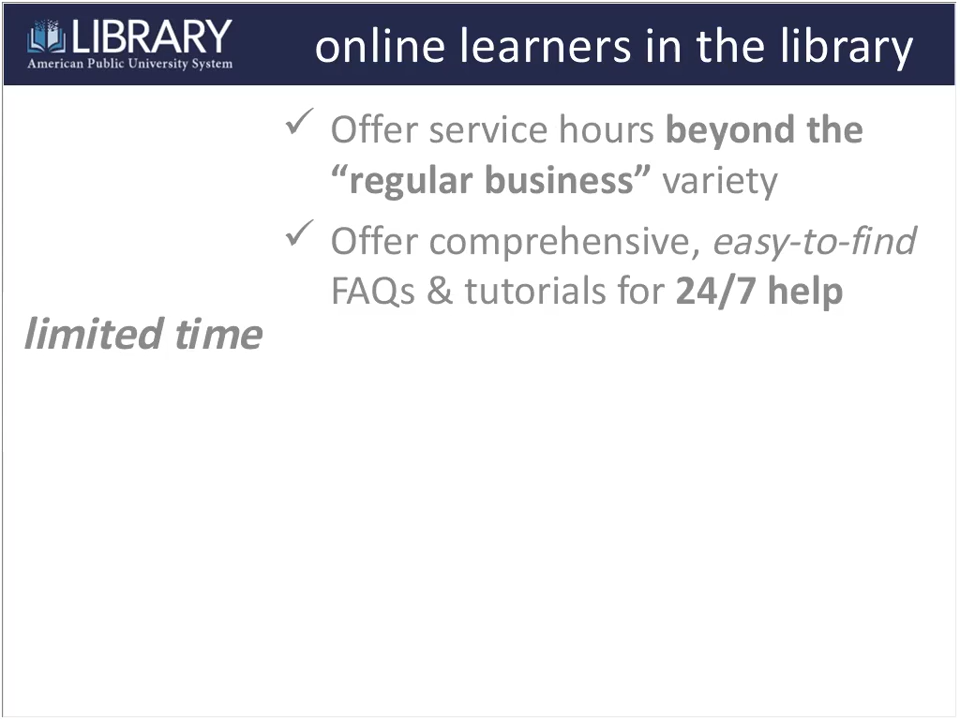 LIBRARY
American Public University System
online learners in the library
✓ Offer service hours beyond the
“regular business” variety
✓ Offer comprehensive, easy-to-find
FAQs & tutorials for 24/7 help
limited time